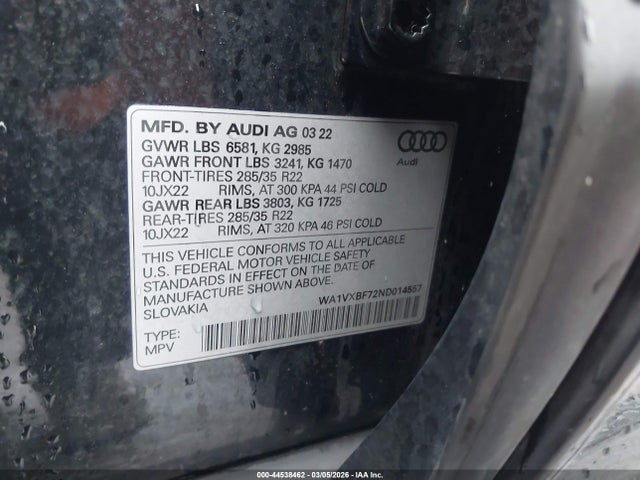 MFD. BY AUDI AG 03 22
GVWR LBS 6581, KG 2985
GAWR FRONT LBS 3241, KG 1470
FRONT-TIRES 285/35 R22
10JX22 RIMS, AT 300 KPA 44 PSI COLD
GAWR REAR LBS 3803, KG 1725
REAR-TIRES 285/35 R22
10JX22 RIMS, AT 320 KPA 46 PSI COLD
Audi
THIS VEHICLE CONFORMS TO ALL APPLICABLE
U.S. FEDERAL MOTOR VEHICLE SAFETY
STANDARDS IN EFFECT ON THE DATE OF
MANUFACTURE SHOWN ABOVE.
SLOVAKIA
WA1VXBF72ND014557
TYPE:
MPV
000-44538462 - 03/05/2026 - IAA Inc.